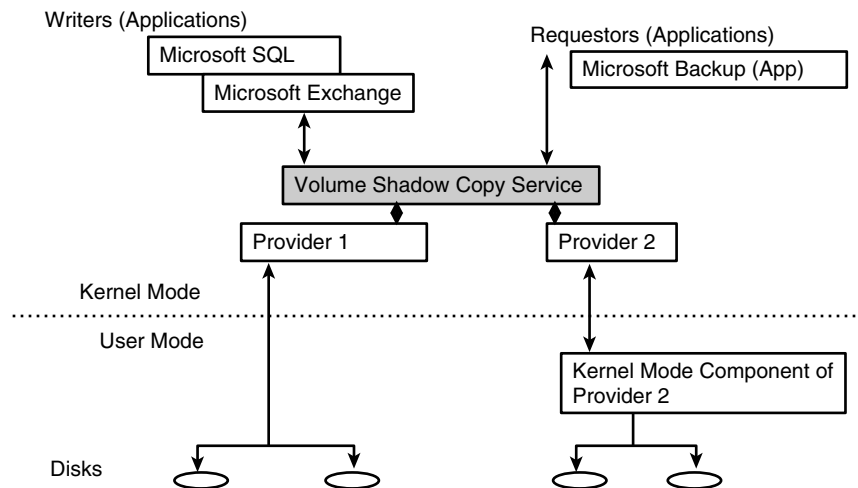 Writers (Applications)
Microsoft SQL
Microsoft Exchange
Requestors (Applications)
Microsoft Backup (App)
Volume Shadow Copy Service
Provider 1
Provider 2
Kernel Mode
User Mode
Kernel Mode Component of
Provider 2
Disks